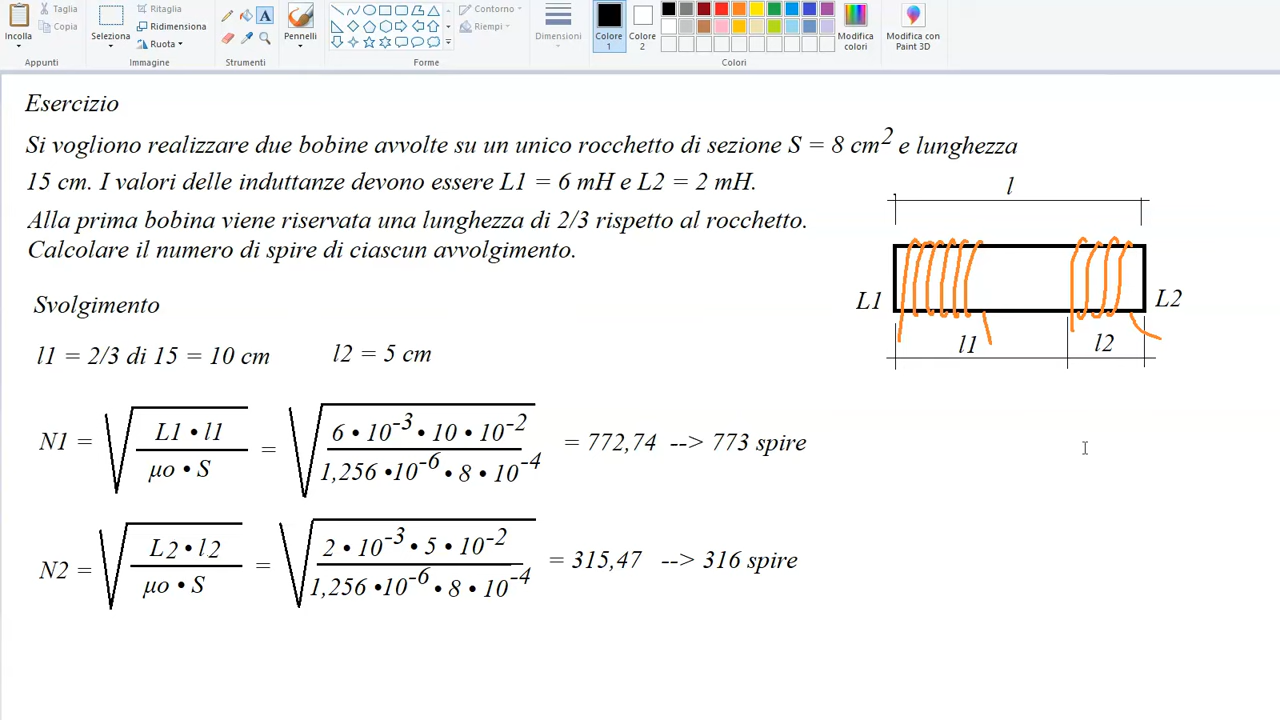 Taglia
Copia
Incolla
Appunti
Ritaglia
Ridimensiona
Ruota
Seleziona
Immagine
A
Strumenti
Pennelli
Contorno
Riempi
Forme
Dimensioni
Colore 1
Colore 2
Colori
Modifica colori
Modifica con Paint 3D
Esercizio
Si vogliono realizzare due bobine avvolte su un unico rocchetto di sezione S = 8 cm² e lunghezza
15 cm. I valori delle induttanze devono essere L1 = 6 mH e L2 = 2 mH.
Alla prima bobina viene riservata una lunghezza di 2/3 rispetto al rocchetto.
Calcolare il numero di spire di ciascun avvolgimento.
l
L1
L2
l1
l2
Svolgimento
l1 = 2/3 di 15 = 10 cm l2 = 5 cm
N1 = √(L1 • l1 / μo • S) = √(6 • 10⁻³ • 10 • 10⁻² / 1,256 •10⁻⁶ • 8 • 10⁻⁴) = 772,74 --> 773 spire
N2 = √(L2 • l2 / μo • S) = √(2 • 10⁻³ • 5 • 10⁻² / 1,256 •10⁻⁶ • 8 • 10⁻⁴) = 315,47 --> 316 spire